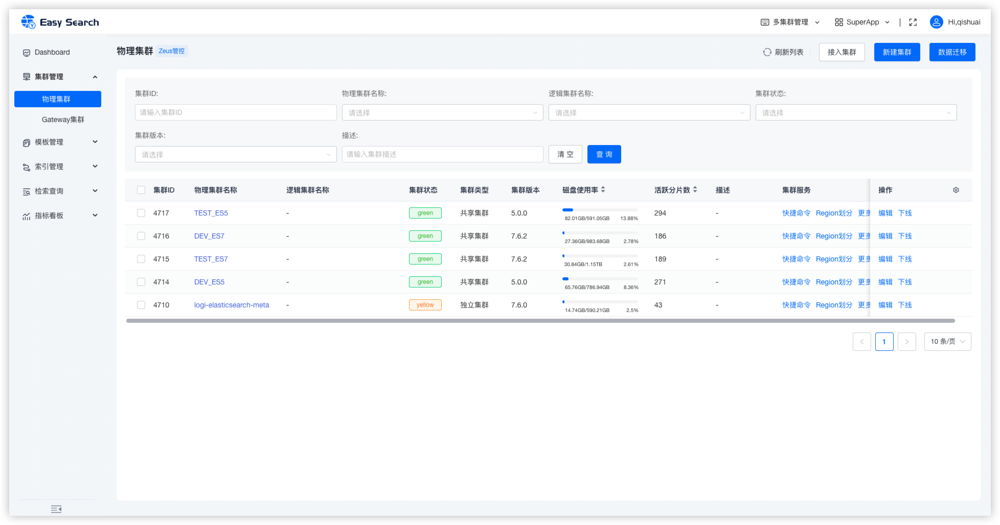 Easy Search
多集群管理
SuperApp
Hi,qishuai
Dashboard
集群管理
物理集群
Gateway集群
模板管理
索引管理
检索查询
指标看板
物理集群 Zeus管控
刷新列表 接入集群 新建集群 数据迁移
集群ID: 物理集群名称: 逻辑集群名称: 集群状态:
请输入集群ID 请选择 请选择 请选择
集群版本: 描述:
请选择 请输入集群描述 清 空 查 询
集群ID 物理集群名称 逻辑集群名称 集群状态 集群类型 集群版本 磁盘使用率 活跃分片数 描述 集群服务 操作
4717 TEST_ES5 - green 共享集群 5.0.0 82.01GB/591.05GB 13.88% 294 - 快捷命令 Region划分 更多 编辑 下线
4716 DEV_ES7 - green 共享集群 7.6.2 27.36GB/983.68GB 2.78% 186 - 快捷命令 Region划分 更多 编辑 下线
4715 TEST_ES7 - green 共享集群 7.6.2 30.84GB/1.15TB 2.61% 189 - 快捷命令 Region划分 更多 编辑 下线
4714 DEV_ES5 - green 共享集群 5.0.0 65.76GB/786.94GB 8.36% 271 - 快捷命令 Region划分 更多 编辑 下线
4710 logi-elasticsearch-meta - yellow 独立集群 7.6.0 14.74GB/590.21GB 2.5% 43 - 快捷命令 Region划分 更多 编辑 下线
< 1 > 10 条/页